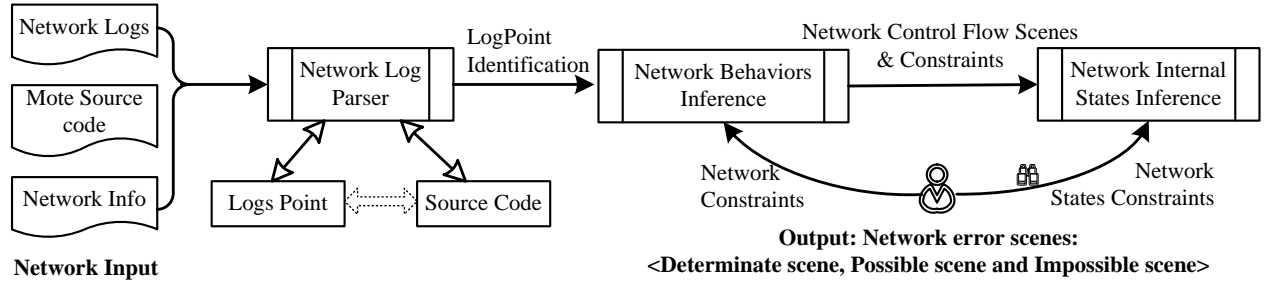 Network Logs
Mote Source
code
Network Info
Network Input
Network Log
Parser
Logs Point
Source Code
LogPoint
Identification
Network Behaviors
Inference
Network Control Flow Scenes
& Constraints
Network Internal
States Inference
Network
Constraints
Network
States Constraints
Output: Network error scenes:
<Determinate scene, Possible scene and Impossible scene>